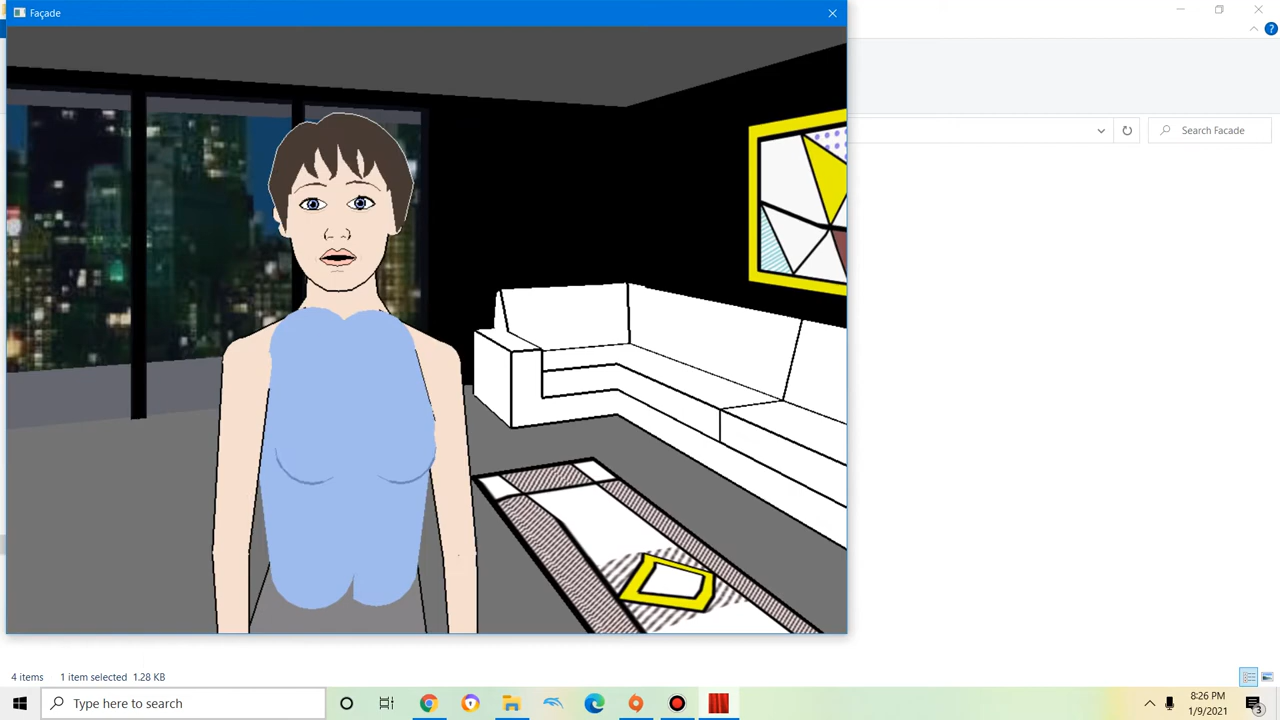 Façade
Search Facade
4 items 1 item selected 1.28 KB
Type here to search
8:26 PM
1/9/2021
3